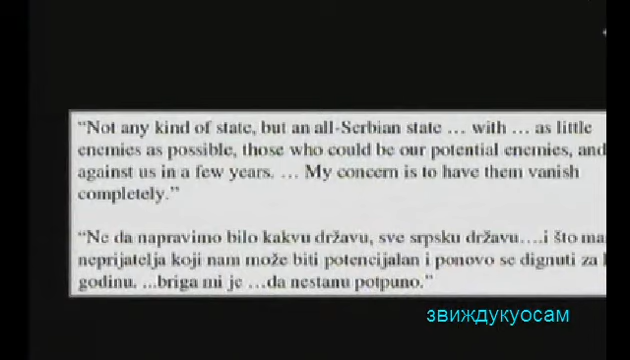 “Not any kind of state, but an all-Serbian state … with … as little
enemies as possible, those who could be our potential enemies, and
against us in a few years. … My concern is to have them vanish
completely.”
“Ne da napravimo bilo kakvu državu, sve srpsku državu….i što ma
neprijatelja koji nam može biti potencijalan i ponovo se dignuti za
godinu. ...briga mi je …da nestanu potpuno.”
звиждукуосам